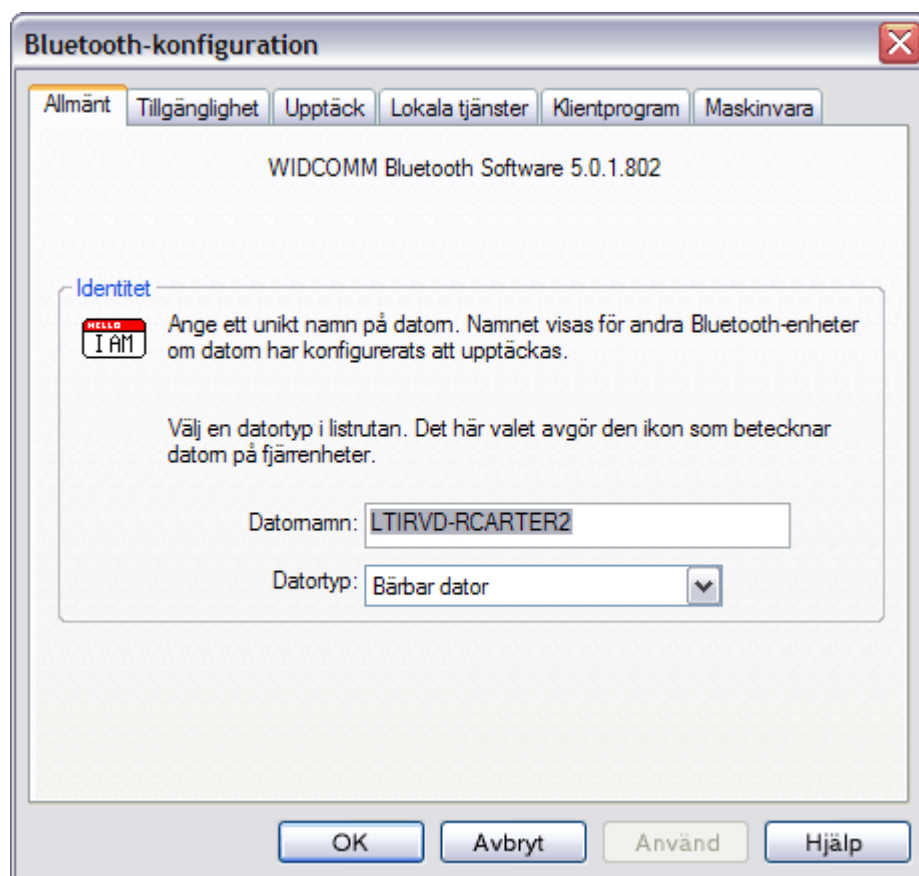 Bluetooth-konfiguration
Allmänt Tillgänglighet Upptäck Lokala tjänster Klientprogram Maskinvara
WIDCOMM Bluetooth Software 5.0.1.802
Identitet
HELLO
I AM
Ange ett unikt namn på datorn. Namnet visas för andra Bluetooth-enheter
om datorn har konfigurerats att upptäckas.
Välj en datortyp i listrutan. Det här valet avgör den ikon som betecknar
datorn på fjärrenheter.
Datornamn: LTIRVD-RCARTER2
Datortyp: Bärbar dator
OK Avbryt Använd Hjälp